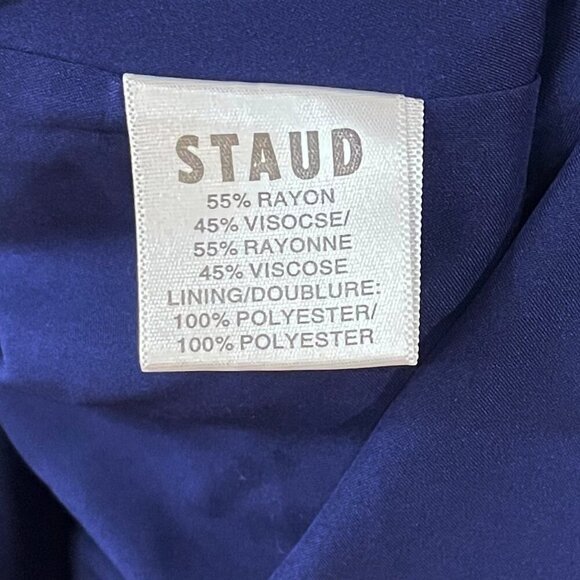 STAUD
55% RAYON
45% VISOCSE/
55% RAYONNE
45% VISCOSE
LINING/DOUBLURE:
100% POLYESTER/
100% POLYESTER